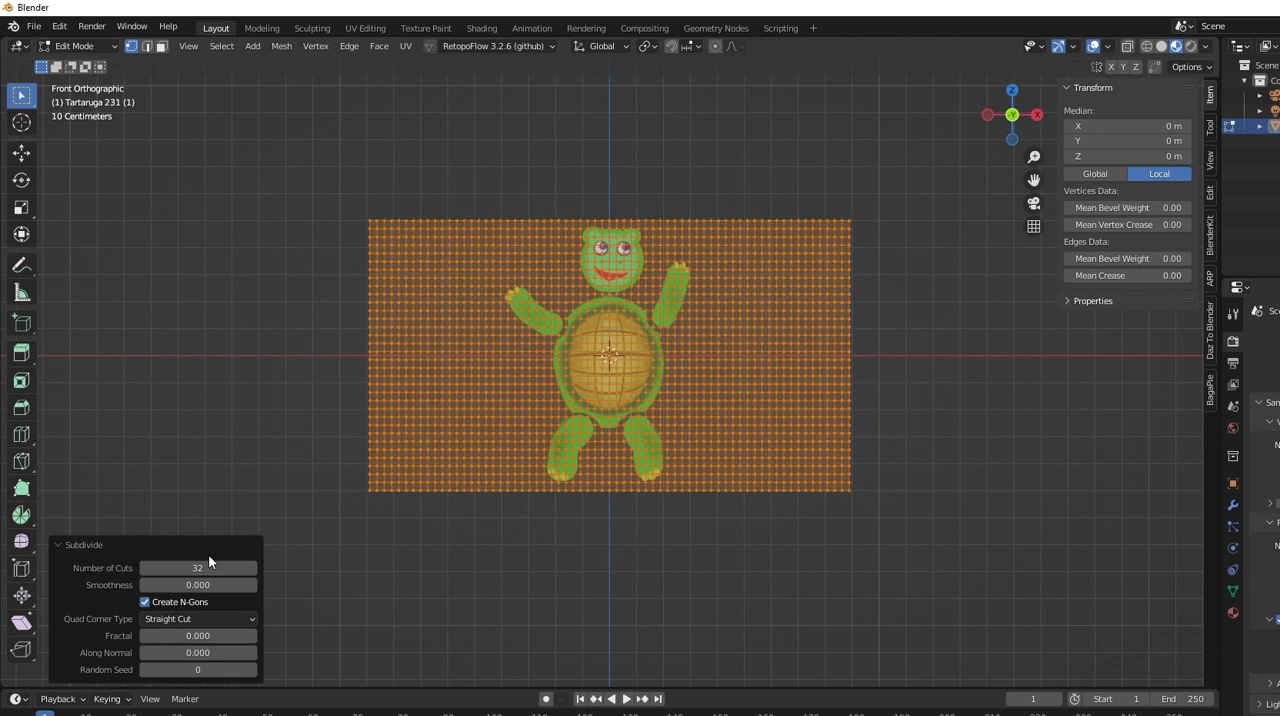 Blender
File Edit Render Window Help Layout Modeling Sculpting UV Editing Texture Paint Shading Animation Rendering Compositing Geometry Nodes Scripting + Scene
Edit Mode View Select Add Mesh Vertex Edge Face UV RetopoFlow 3.2.6 (github) Global
X Y Z Options
Front Orthographic
(1) Tartaruga 231 (1)
10 Centimeters
Z
-Y X
Transform
Median:
X 0 m
Y 0 m
Z 0 m
Global Local
Vertices Data:
Mean Bevel Weight 0.00
Mean Vertex Crease 0.00
Edges Data:
Mean Bevel Weight 0.00
Mean Crease 0.00
Properties
Item
Tool
View
Edit
BlenderKit
ARP
Daz To Blender
BagaPie
Scene
Subdivide
Number of Cuts 32
Smoothness 0.000
Create N-Gons
Quad Corner Type Straight Cut
Fractal 0.000
Along Normal 0.000
Random Seed 0
Playback Keying View Marker 1 Start 1 End 250